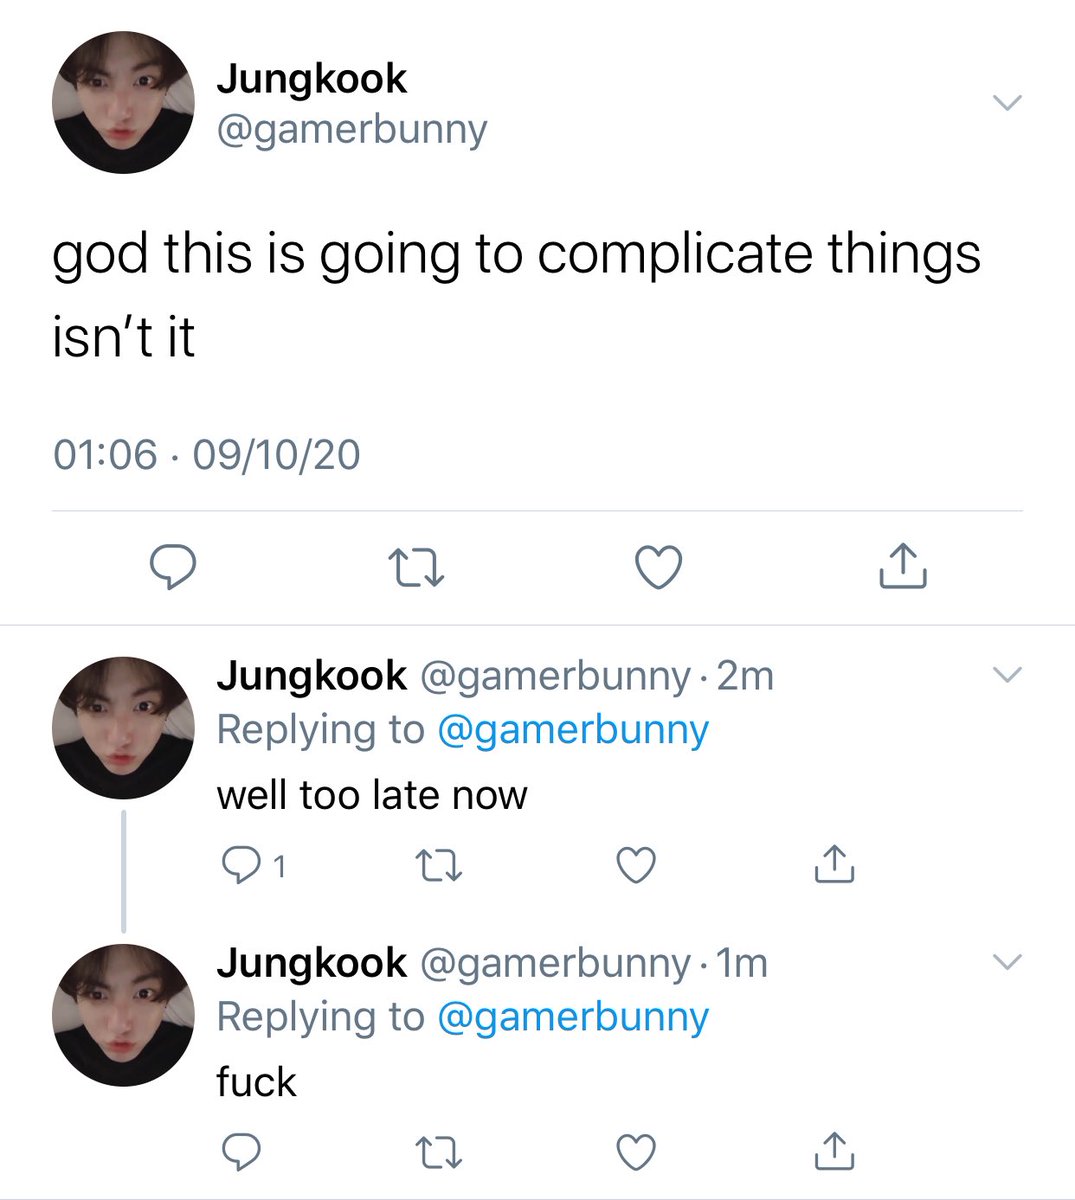 Jungkook
@gamerbunny
god this is going to complicate things
isn’t it
01:06 · 09/10/20
Jungkook @gamerbunny · 2m
Replying to @gamerbunny
well too late now
1
Jungkook @gamerbunny · 1m
Replying to @gamerbunny
fuck